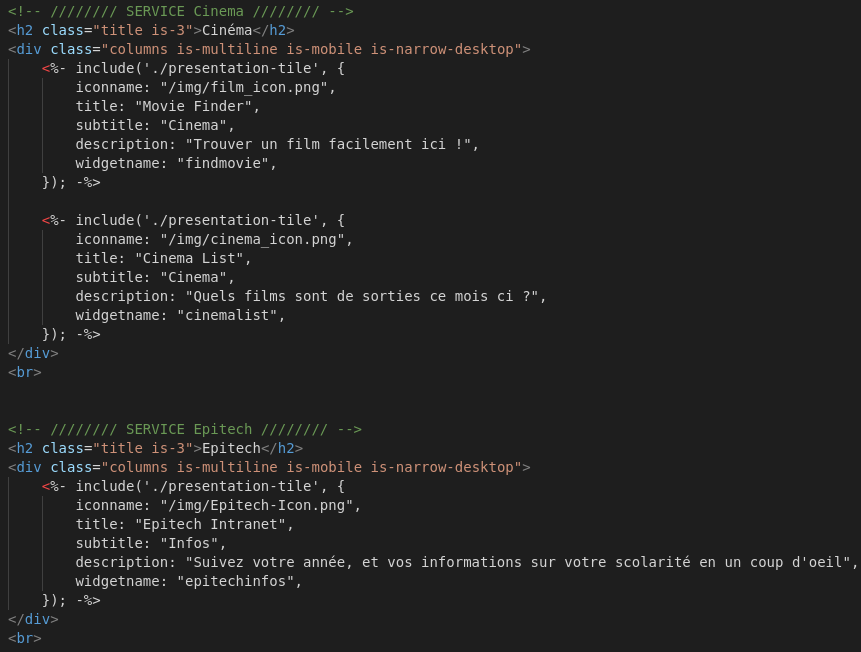 <!-- //////// SERVICE Cinema //////// -->
<h2 class="title is-3">Cinéma</h2>
<div class="columns is-multiline is-mobile is-narrow-desktop">
    <%- include('./presentation-tile', {
        iconname: "/img/film_icon.png",
        title: "Movie Finder",
        subtitle: "Cinema",
        description: "Trouver un film facilement ici !",
        widgetname: "findmovie",
    }); -%>

    <%- include('./presentation-tile', {
        iconname: "/img/cinema_icon.png",
        title: "Cinema List",
        subtitle: "Cinema",
        description: "Quels films sont de sorties ce mois ci ?",
        widgetname: "cinemalist",
    }); -%>
</div>
<br>

<!-- //////// SERVICE Epitech //////// -->
<h2 class="title is-3">Epitech</h2>
<div class="columns is-multiline is-mobile is-narrow-desktop">
    <%- include('./presentation-tile', {
        iconname: "/img/Epitech-Icon.png",
        title: "Epitech Intranet",
        subtitle: "Infos",
        description: "Suivez votre année, et vos informations sur votre scolarité en un coup d'oeil",
        widgetname: "epitechinfos",
    }); -%>
</div>
<br>